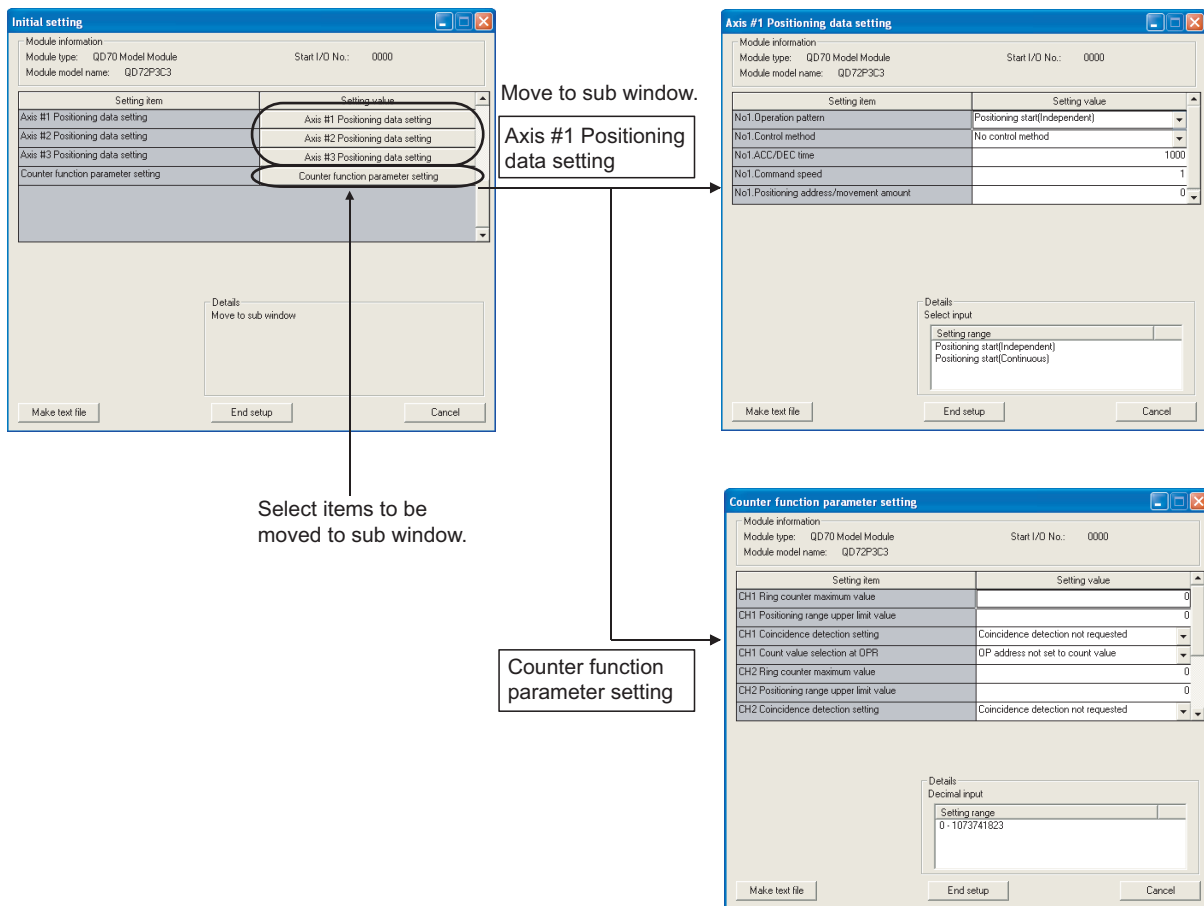 Initial setting
Module information
Module type: QD70 Model Module Start I/O No.: 0000
Module model name: QD72P3C3
Setting item Setting value
Axis #1 Positioning data setting Axis #1 Positioning data setting
Axis #2 Positioning data setting Axis #2 Positioning data setting
Axis #3 Positioning data setting Axis #3 Positioning data setting
Counter function parameter setting Counter function parameter setting
Details
Move to sub window
Make text file End setup Cancel
Select items to be
moved to sub window.
Move to sub window.
Axis #1 Positioning
data setting
Axis #1 Positioning data setting
Module information
Module type: QD70 Model Module Start I/O No.: 0000
Module model name: QD72P3C3
Setting item Setting value
No1.Operation pattern Positioning start(Independent)
No1.Control method No control method
No1.ACC/DEC time 1000
No1.Command speed 1
No1.Positioning address/movement amount 0
Details
Select input
Setting range
Positioning start(Independent)
Positioning start(Continuous)
Make text file End setup Cancel
Counter function
parameter setting
Counter function parameter setting
Module information
Module type: QD70 Model Module Start I/O No.: 0000
Module model name: QD72P3C3
Setting item Setting value
CH1 Ring counter maximum value 0
CH1 Positioning range upper limit value 0
CH1 Coincidence detection setting Coincidence detection not requested
CH1 Count value selection at OPR OP address not set to count value
CH2 Ring counter maximum value 0
CH2 Positioning range upper limit value 0
CH2 Coincidence detection setting Coincidence detection not requested
Details
Decimal input
Setting range
0 - 1073741823
Make text file End setup Cancel